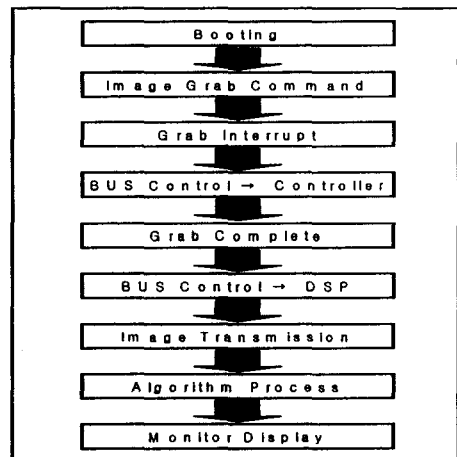 Booting
Image Grab Command
Grab Interrupt
BUS Control → Controller
Grab Complete
BUS Control → DSP
Image Transmission
Algorithm Process
Monitor Display